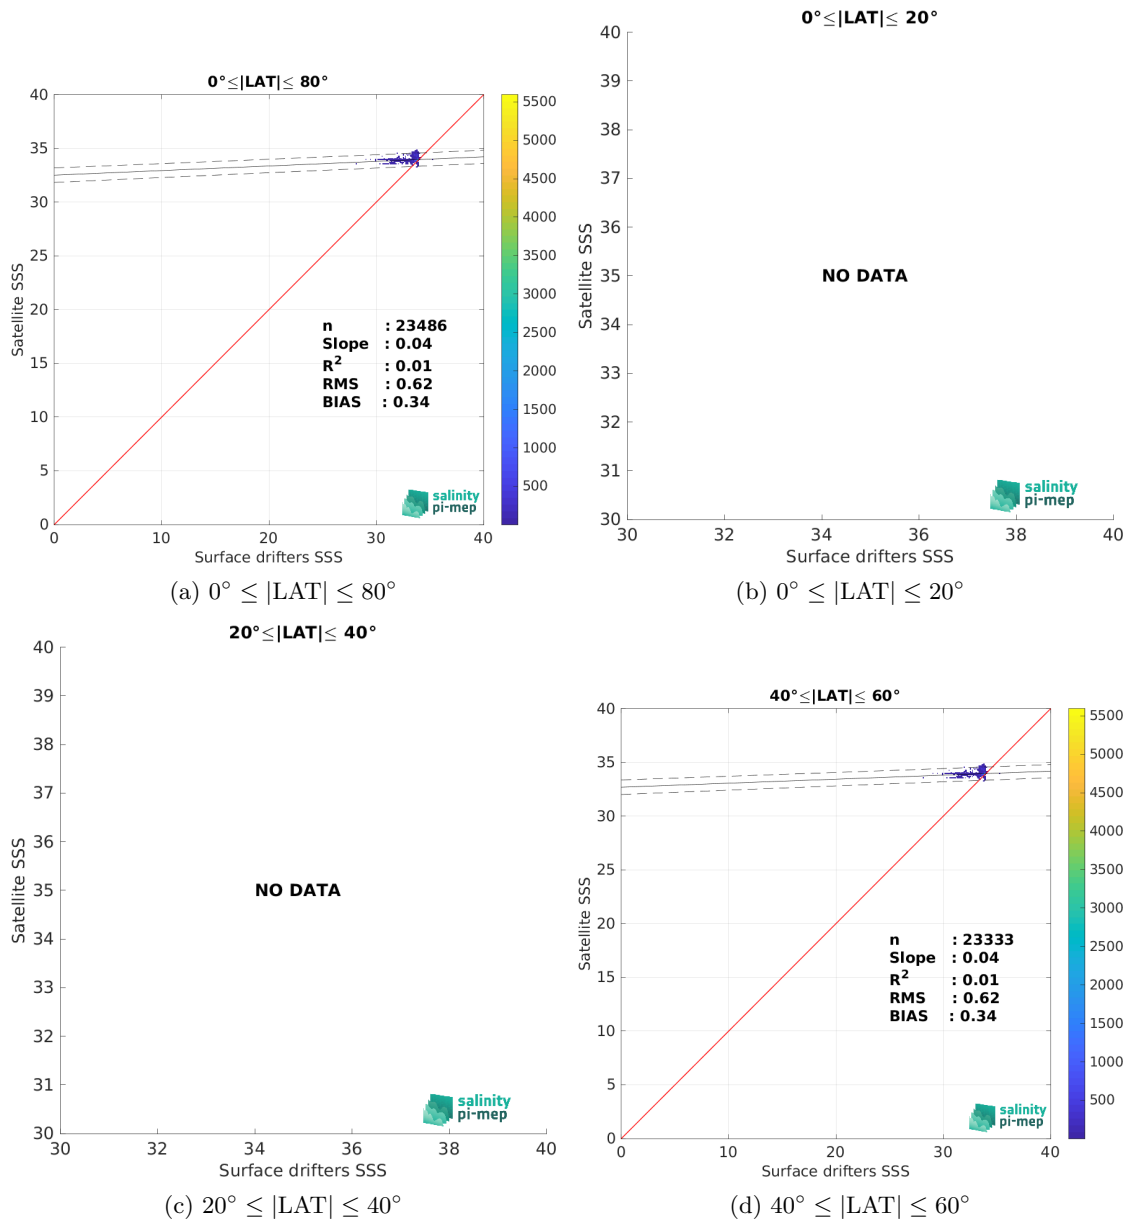 0°≤|LAT|≤ 80°
40
35
30
25
20
15
10
5
0
Satellite SSS
n : 23486
Slope : 0.04
R² : 0.01
RMS : 0.62
BIAS : 0.34
salinity
pi-mep
0 10 20 30 40
Surface drifters SSS
5500
5000
4500
4000
3500
3000
2500
2000
1500
1000
500
(a) 0° ≤ |LAT| ≤ 80°
0°≤|LAT|≤ 20°
40
39
38
37
36
35
34
33
32
31
30
Satellite SSS
NO DATA
salinity
pi-mep
30 32 34 36 38 40
Surface drifters SSS
(b) 0° ≤ |LAT| ≤ 20°
20°≤|LAT|≤ 40°
40
39
38
37
36
35
34
33
32
31
30
Satellite SSS
NO DATA
salinity
pi-mep
30 32 34 36 38 40
Surface drifters SSS
(c) 20° ≤ |LAT| ≤ 40°
40°≤|LAT|≤ 60°
40
35
30
25
20
15
10
5
0
Satellite SSS
n : 23333
Slope : 0.04
R² : 0.01
RMS : 0.62
BIAS : 0.34
salinity
pi-mep
0 10 20 30 40
Surface drifters SSS
5500
5000
4500
4000
3500
3000
2500
2000
1500
1000
500
(d) 40° ≤ |LAT| ≤ 60°